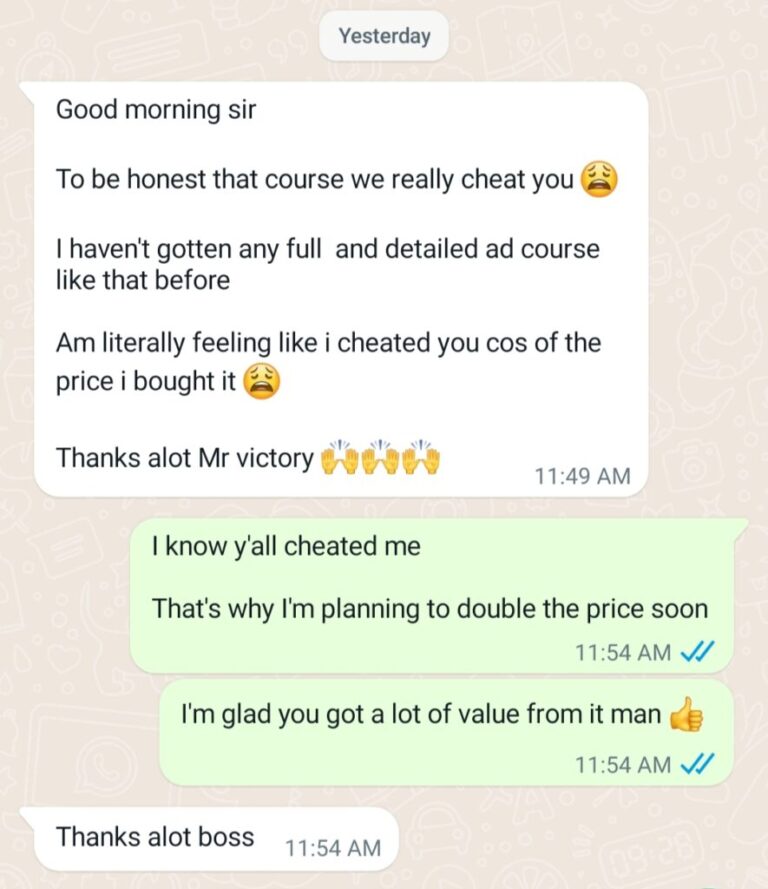 Yesterday
Good morning sir
To be honest that course we really cheat you 😩
I haven't gotten any full and detailed ad course
like that before
Am literally feeling like i cheated you cos of the
price i bought it 😩
Thanks alot Mr victory 🙌🙌🙌
11:49 AM
I know y'all cheated me
That's why I'm planning to double the price soon
11:54 AM
I'm glad you got a lot of value from it man 👍
11:54 AM
Thanks alot boss
11:54 AM